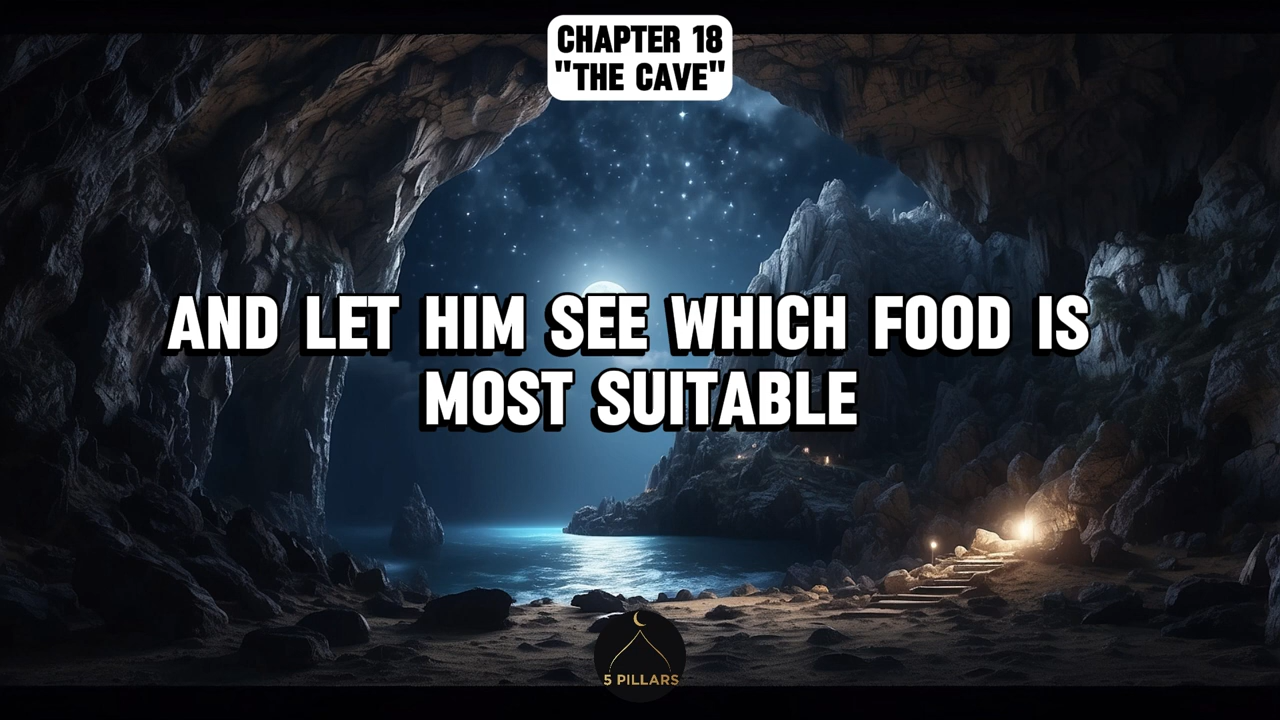 CHAPTER 18
"THE CAVE"
AND LET HIM SEE WHICH FOOD IS
MOST SUITABLE
5 PILLARS